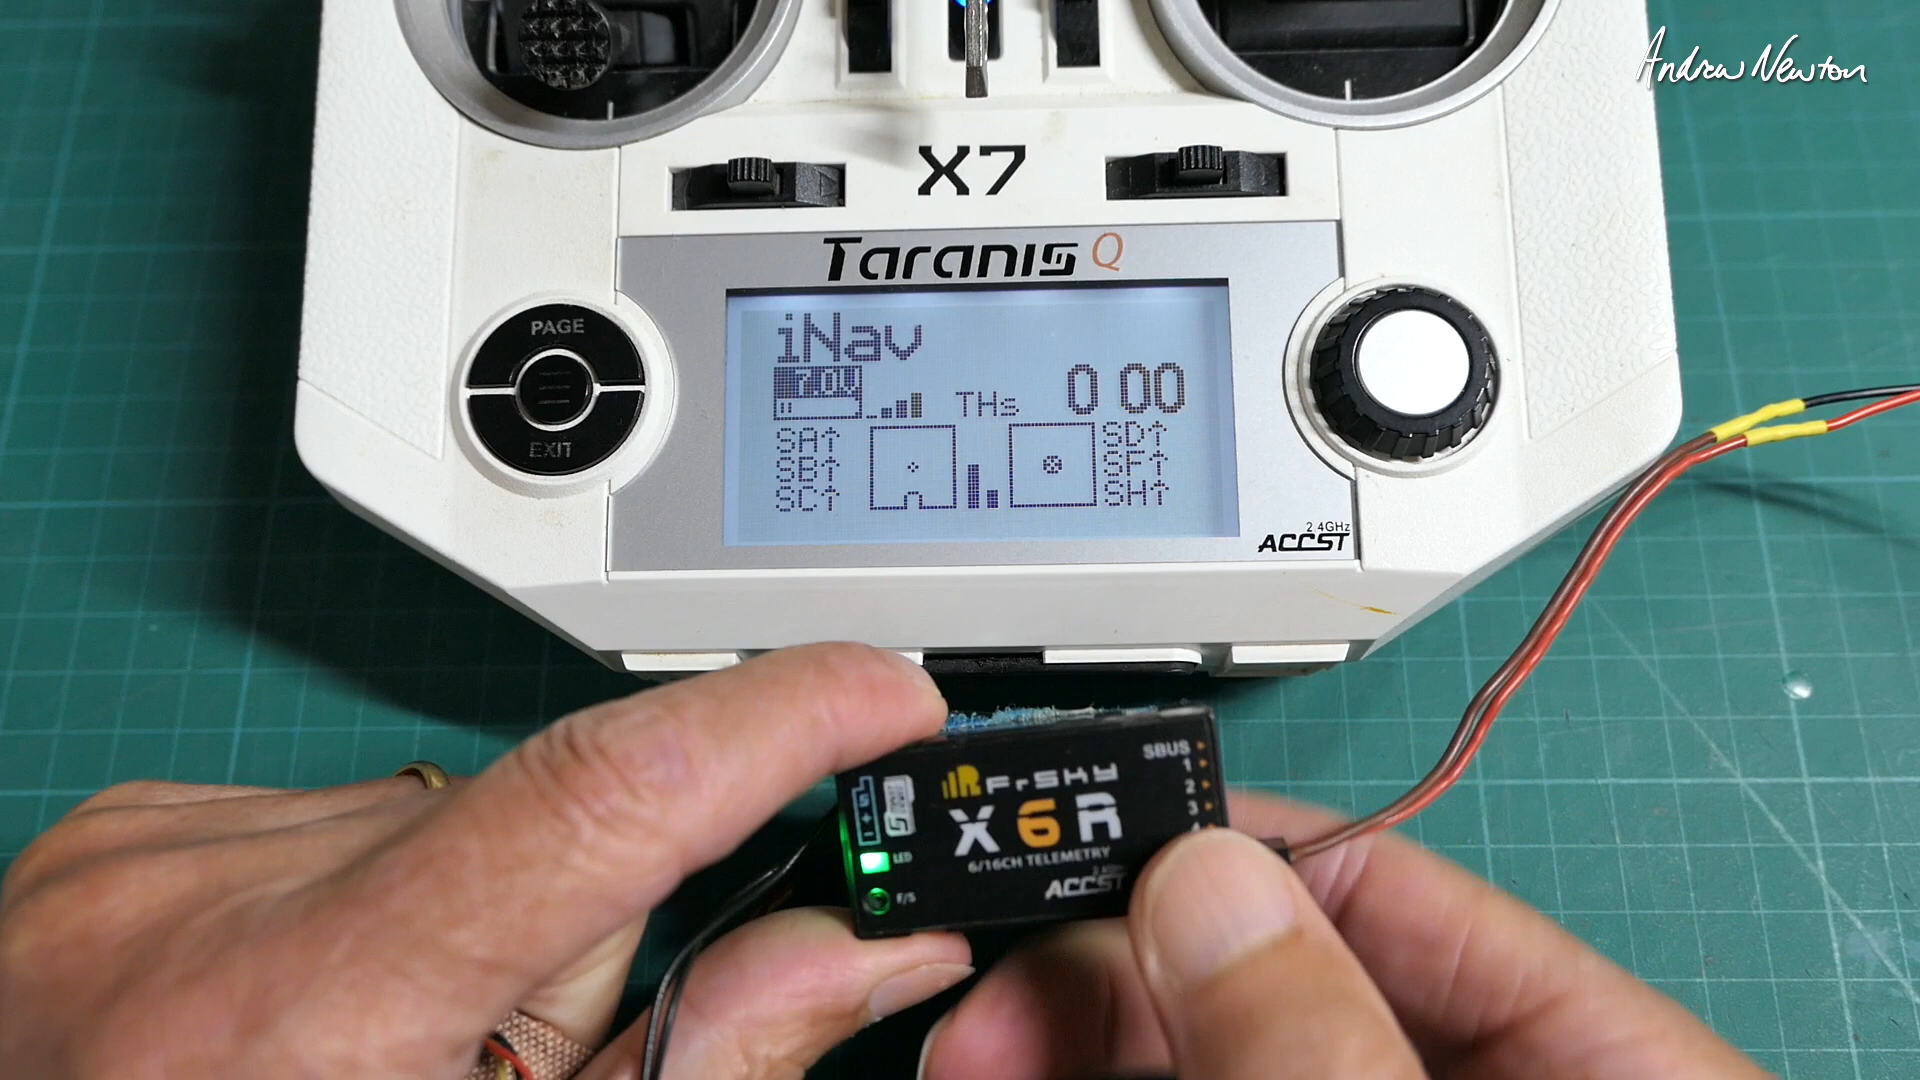 Andrew Newton
X7
Taranis Q
PAGE
EXIT
iNav
7.0V
THs 0 00
SA↑
SB↑
SC↑
SD↑
SF↑
SH↑
2.4GHz
ACCST
SBUS
1
2
3
4
FrSKY
X6R
6/16CH TELEMETRY
ACCST
LED
F/S